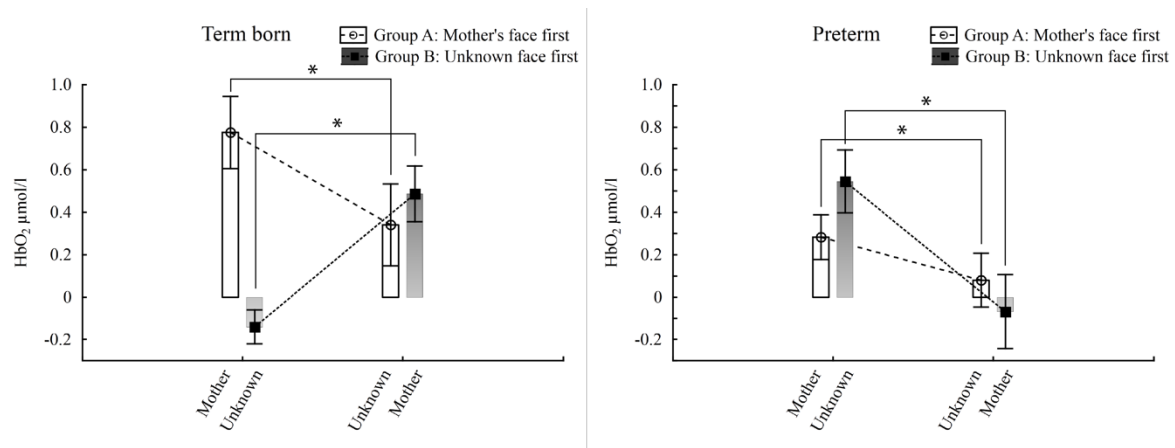 Term born
Group A: Mother's face first
Group B: Unknown face first
*
*
1.0
0.8
0.6
0.4
0.2
0
-0.2
HbO₂ µmol/l
Mother
Unknown
Unknown
Mother
Preterm
Group A: Mother's face first
Group B: Unknown face first
*
*
1.0
0.8
0.6
0.4
0.2
0
-0.2
HbO₂ µmol/l
Mother
Unknown
Unknown
Mother